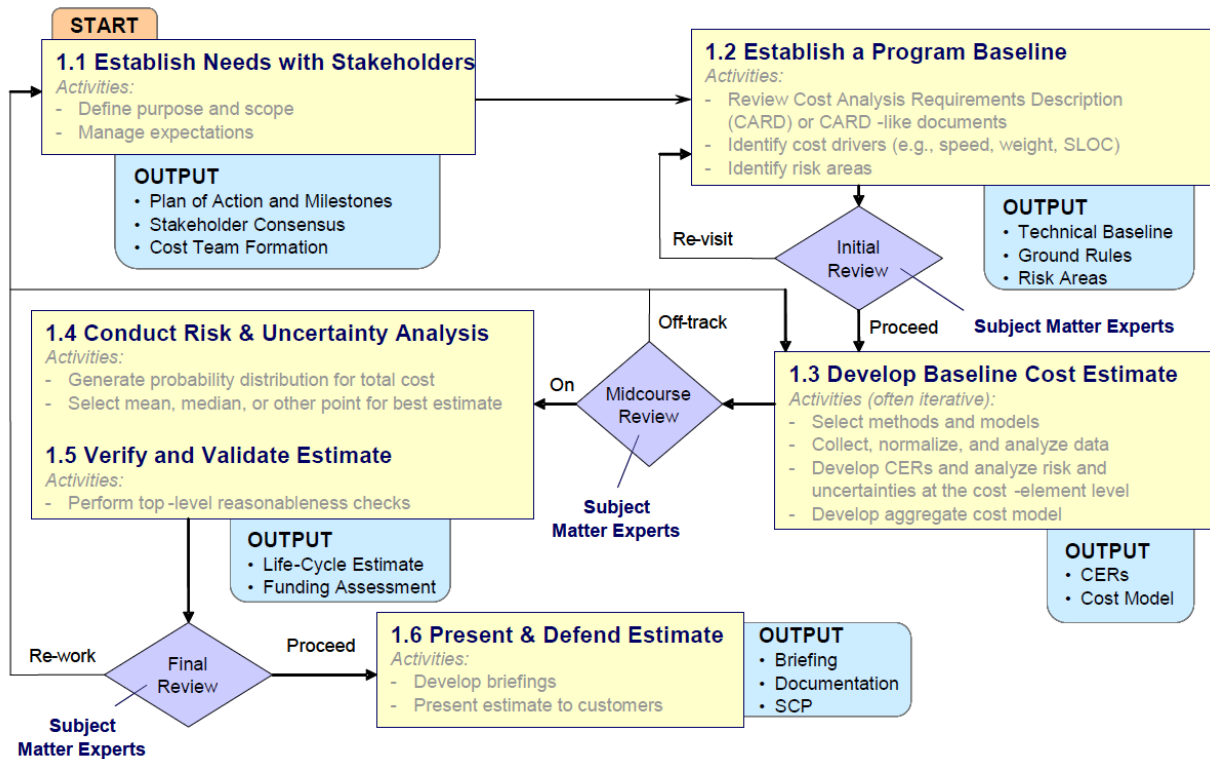 START
1.1 Establish Needs with Stakeholders
Activities:
- Define purpose and scope
- Manage expectations
OUTPUT
• Plan of Action and Milestones
• Stakeholder Consensus
• Cost Team Formation
1.2 Establish a Program Baseline
Activities:
- Review Cost Analysis Requirements Description
(CARD) or CARD -like documents
- Identify cost drivers (e.g., speed, weight, SLOC)
- Identify risk areas
OUTPUT
• Technical Baseline
• Ground Rules
• Risk Areas
Re-visit
Initial
Review
Subject Matter Experts
Proceed
1.3 Develop Baseline Cost Estimate
Activities (often iterative):
- Select methods and models
- Collect, normalize, and analyze data
- Develop CERs and analyze risk and
uncertainties at the cost -element level
- Develop aggregate cost model
OUTPUT
• CERs
• Cost Model
Off-track
Midcourse
Review
On
Subject
Matter Experts
1.4 Conduct Risk & Uncertainty Analysis
Activities:
- Generate probability distribution for total cost
- Select mean, median, or other point for best estimate
1.5 Verify and Validate Estimate
Activities:
- Perform top -level reasonableness checks
OUTPUT
• Life-Cycle Estimate
• Funding Assessment
Re-work
Final
Review
Proceed
Subject
Matter Experts
1.6 Present & Defend Estimate
Activities:
- Develop briefings
- Present estimate to customers
OUTPUT
• Briefing
• Documentation
• SCP